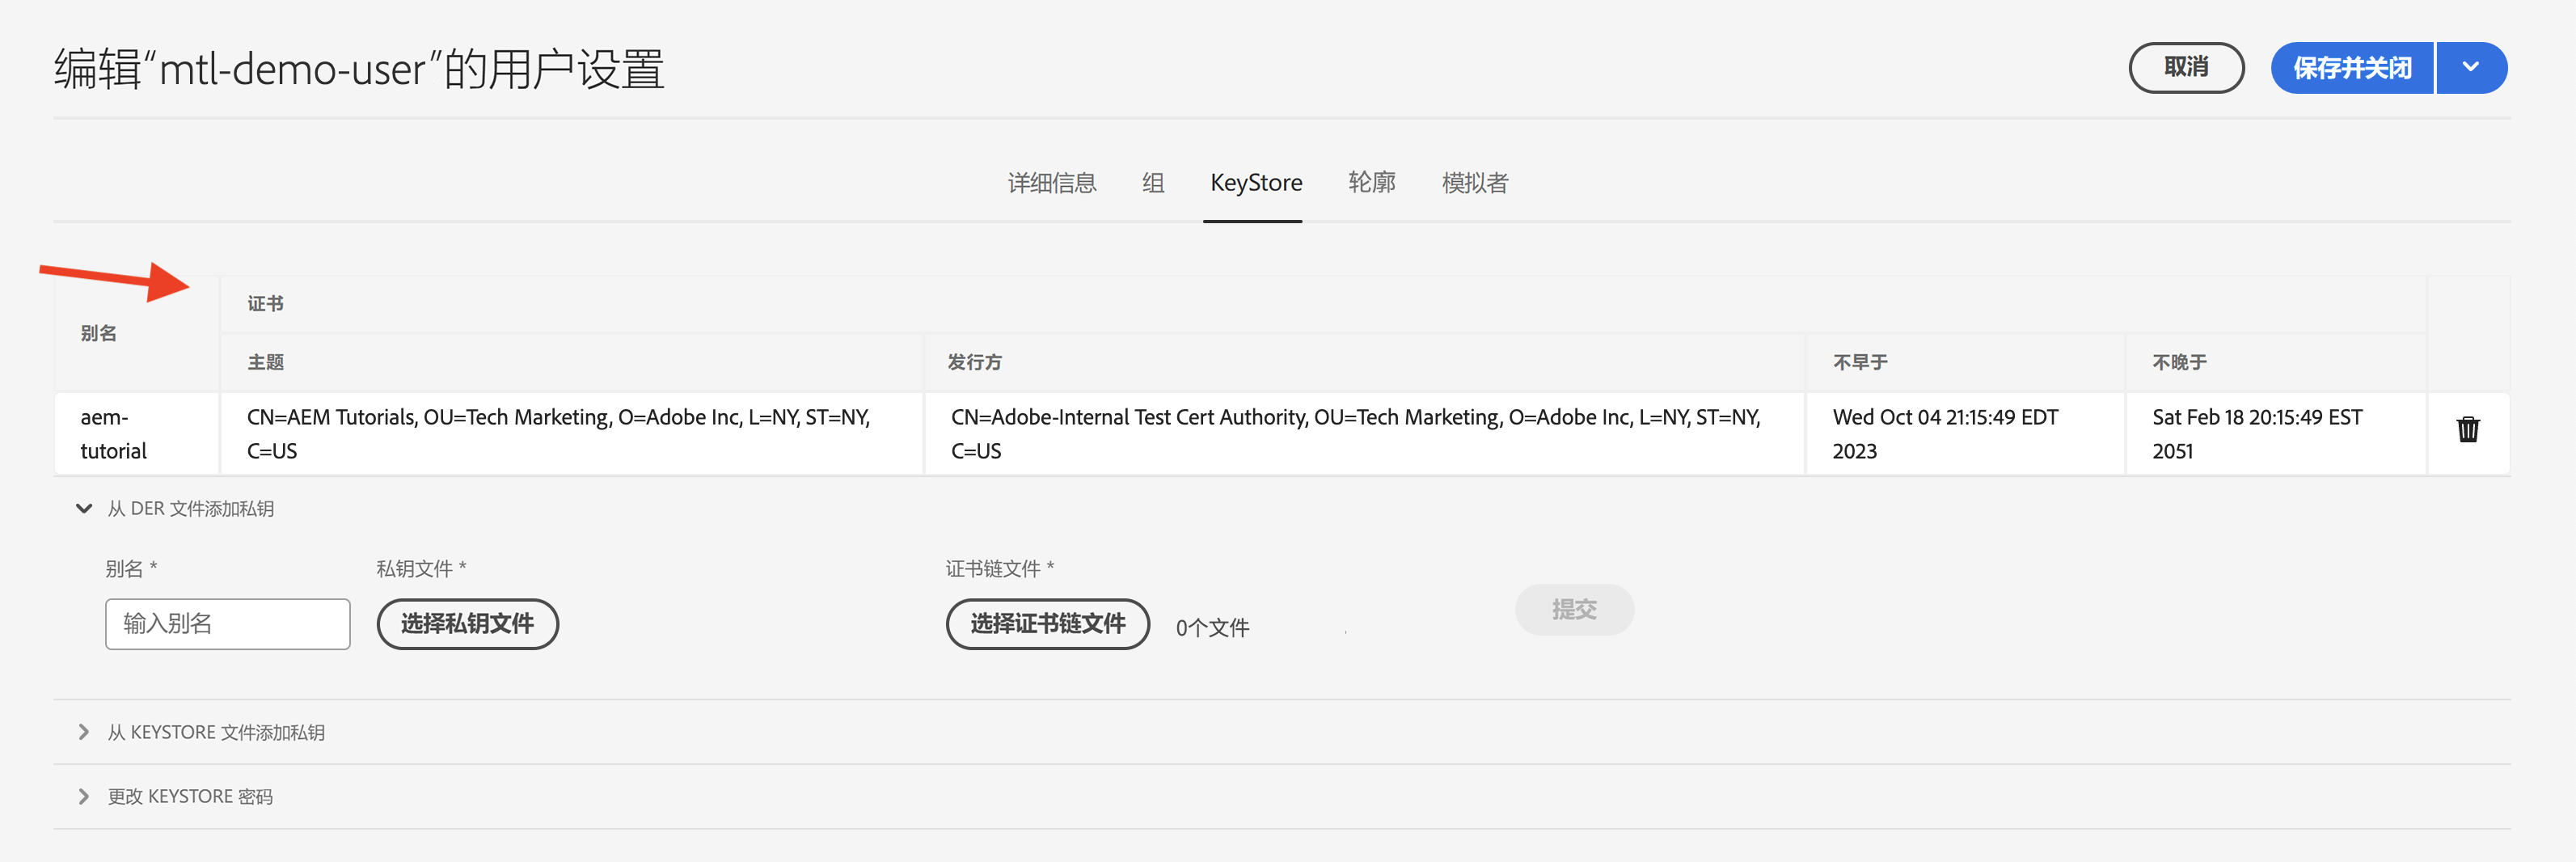 编辑“mtl-demo-user”的用户设置
取消
保存并关闭
详细信息
组
KeyStore
轮廓
模拟者
别名
证书
主题
发行方
不早于
不晚于
aem-
tutorial
CN=AEM Tutorials, OU=Tech Marketing, O=Adobe Inc, L=NY, ST=NY,
C=US
CN=Adobe-Internal Test Cert Authority, OU=Tech Marketing, O=Adobe Inc, L=NY, ST=NY,
C=US
Wed Oct 04 21:15:49 EDT
2023
Sat Feb 18 20:15:49 EST
2051
从 DER 文件添加私钥
别名 *
私钥文件 *
证书链文件 *
输入别名
选择私钥文件
选择证书链文件
0个文件
提交
从 KEYSTORE 文件添加私钥
更改 KEYSTORE 密码